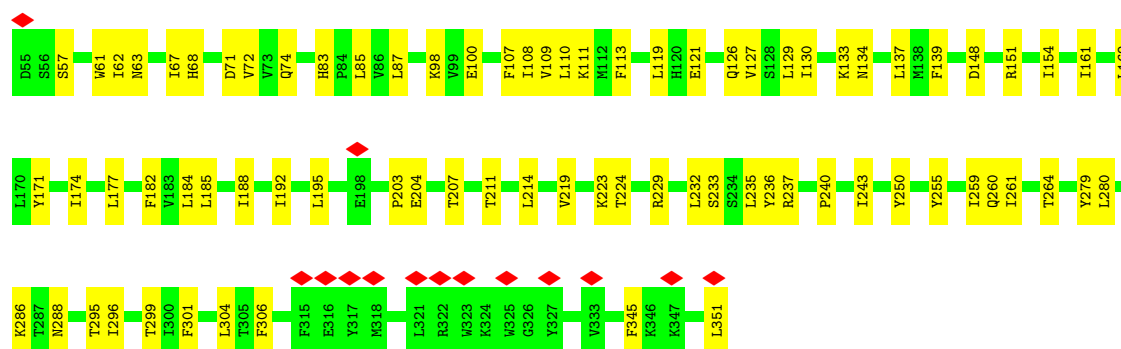 D55 S56 S57 W61 I62 N63 I67 H68 D71 V72 V73 Q74 H83 P84 L85 V86 L87 K98 V99 E100 F107 I108 V109 L110 K111 M112 F113 L119 H120 E121 Q126 V127 S128 L129 I130 K133 N134 L137 M138 F139 D148 R151 I154 I161
L170 Y171 I174 L177 F182 V183 L184 L185 I188 I192 L195 E198 P203 E204 T207 T211 L214 V219 K223 T224 R229 L232 S233 S234 L235 Y236 R237 P240 I243 Y250 Y255 I259 Q260 I261 T264 Y279 L280
K286 T287 N288 T295 I296 T299 I300 F301 L304 T305 F306 F315 E316 Y317 M318 L321 R322 W323 K324 W325 G326 Y327 V333 F345 K346 K347 L351